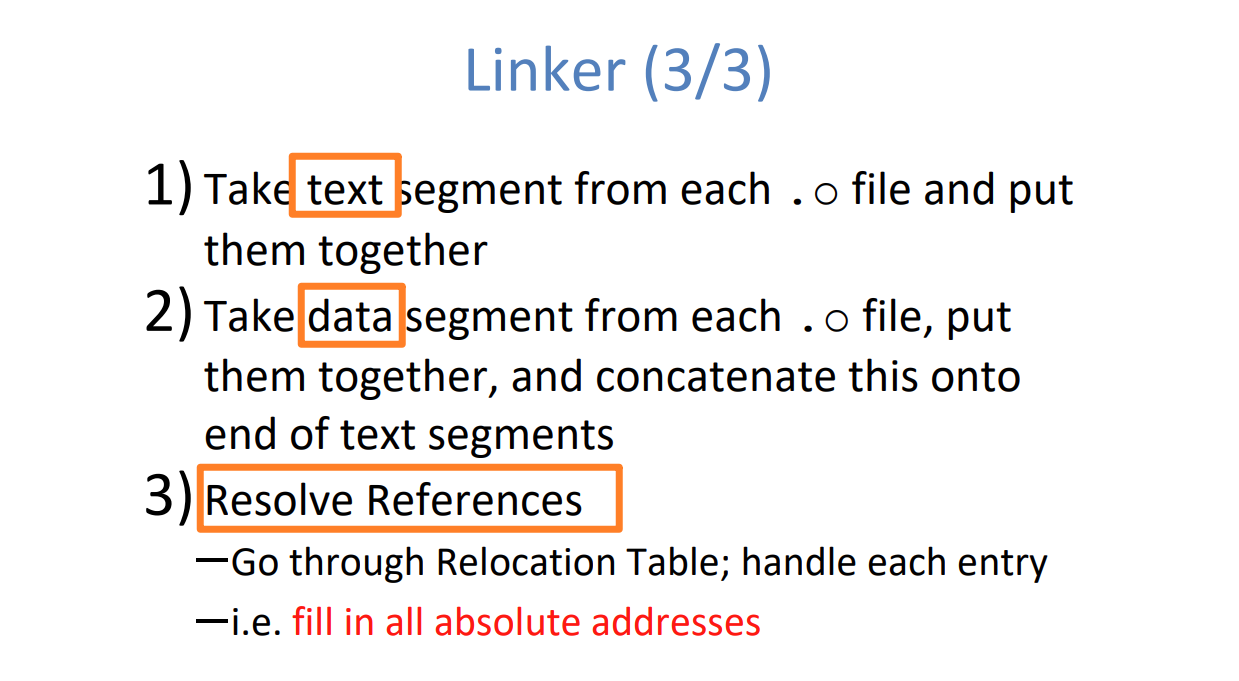 Linker (3/3)
1) Take text segment from each .o file and put
them together
2) Take data segment from each .o file, put
them together, and concatenate this onto
end of text segments
3) Resolve References
—Go through Relocation Table; handle each entry
—i.e. fill in all absolute addresses